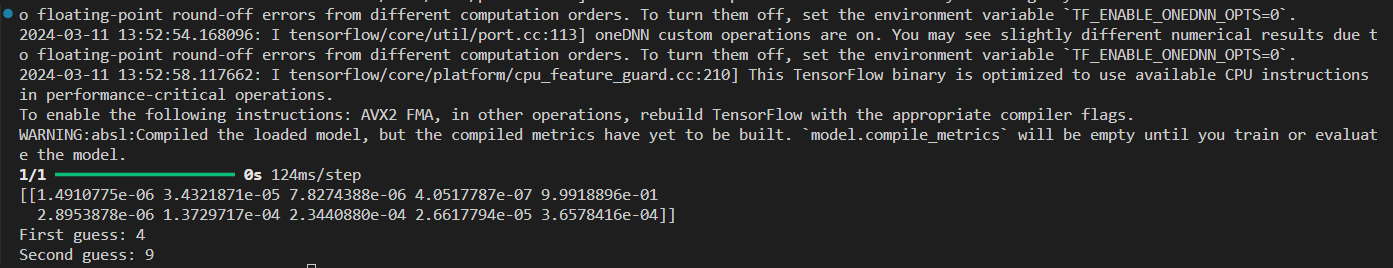 o floating-point round-off errors from different computation orders. To turn them off, set the environment variable `TF_ENABLE_ONEDNN_OPTS=0`.
2024-03-11 13:52:54.168096: I tensorflow/core/util/port.cc:113] oneDNN custom operations are on. You may see slightly different numerical results due t
o floating-point round-off errors from different computation orders. To turn them off, set the environment variable `TF_ENABLE_ONEDNN_OPTS=0`.
2024-03-11 13:52:58.117662: I tensorflow/core/platform/cpu_feature_guard.cc:210] This TensorFlow binary is optimized to use available CPU instructions
in performance-critical operations.
To enable the following instructions: AVX2 FMA, in other operations, rebuild TensorFlow with the appropriate compiler flags.
WARNING:absl:Compiled the loaded model, but the compiled metrics have yet to be built. `model.compile_metrics` will be empty until you train or evaluat
e the model.
1/1 0s 124ms/step
[[1.4910775e-06 3.4321871e-05 7.8274388e-06 4.0517787e-07 9.9918896e-01
2.8953878e-06 1.3729717e-04 2.3440880e-04 2.6617794e-05 3.6578416e-04]]
First guess: 4
Second guess: 9